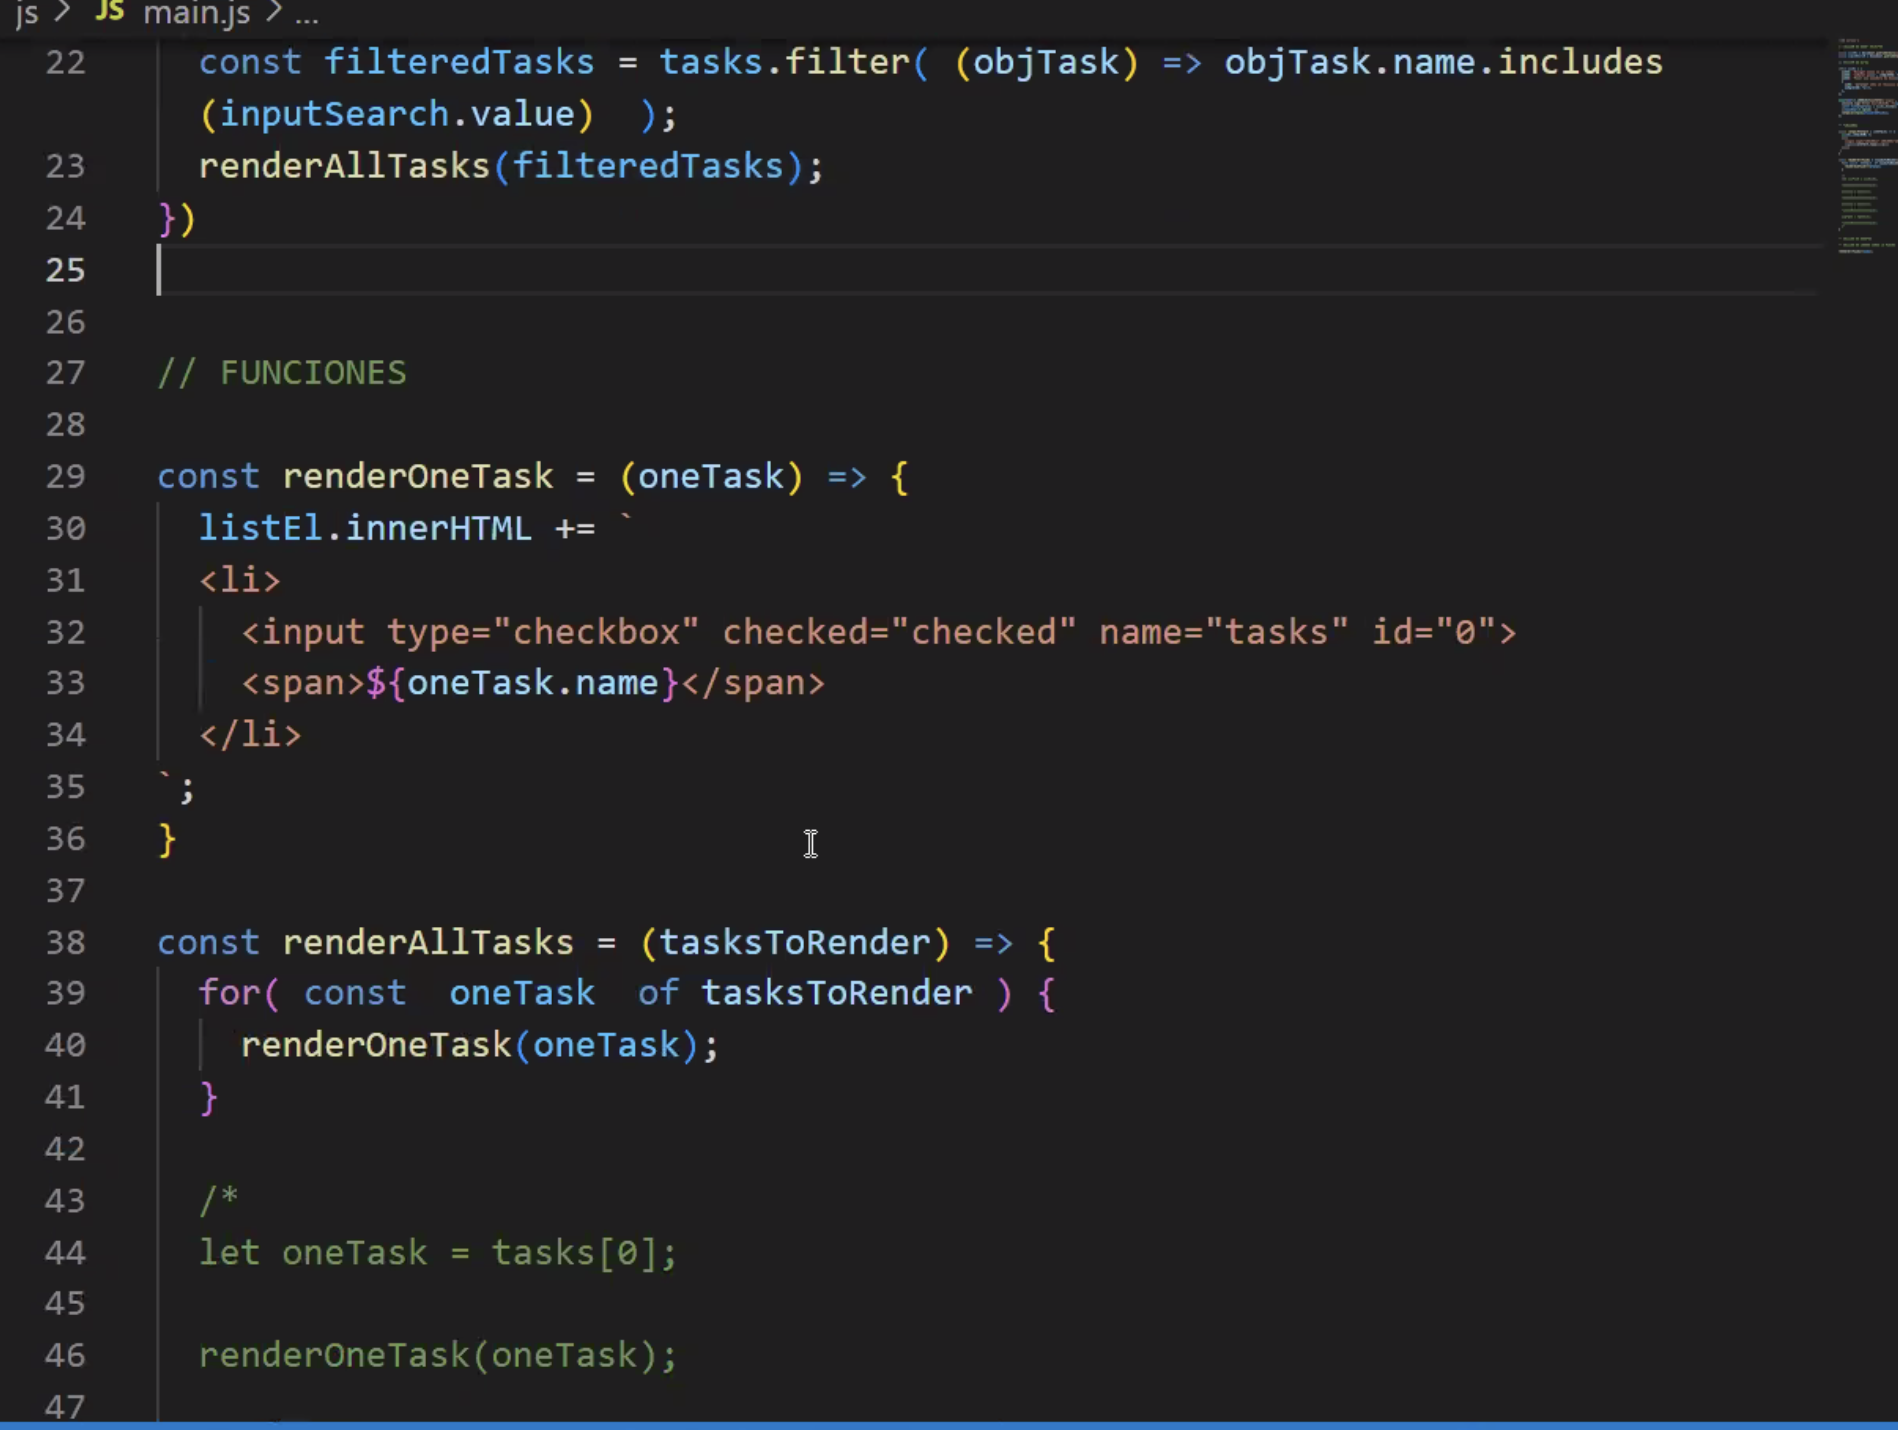 js > JS main.js > ...
22 const filteredTasks = tasks.filter( (objTask) => objTask.name.includes
(inputSearch.value)  );
23 renderAllTasks(filteredTasks);
24 })
25
26
27 // FUNCIONES
28
29 const renderOneTask = (oneTask) => {
30 listEl.innerHTML += `
31 <li>
32 <input type="checkbox" checked="checked" name="tasks" id="0">
33 <span>${oneTask.name}</span>
34 </li>
35 `;
36 }
37
38 const renderAllTasks = (tasksToRender) => {
39 for( const  oneTask  of tasksToRender ) {
40 renderOneTask(oneTask);
41 }
42
43 /*
44 let oneTask = tasks[0];
45
46 renderOneTask(oneTask);
47